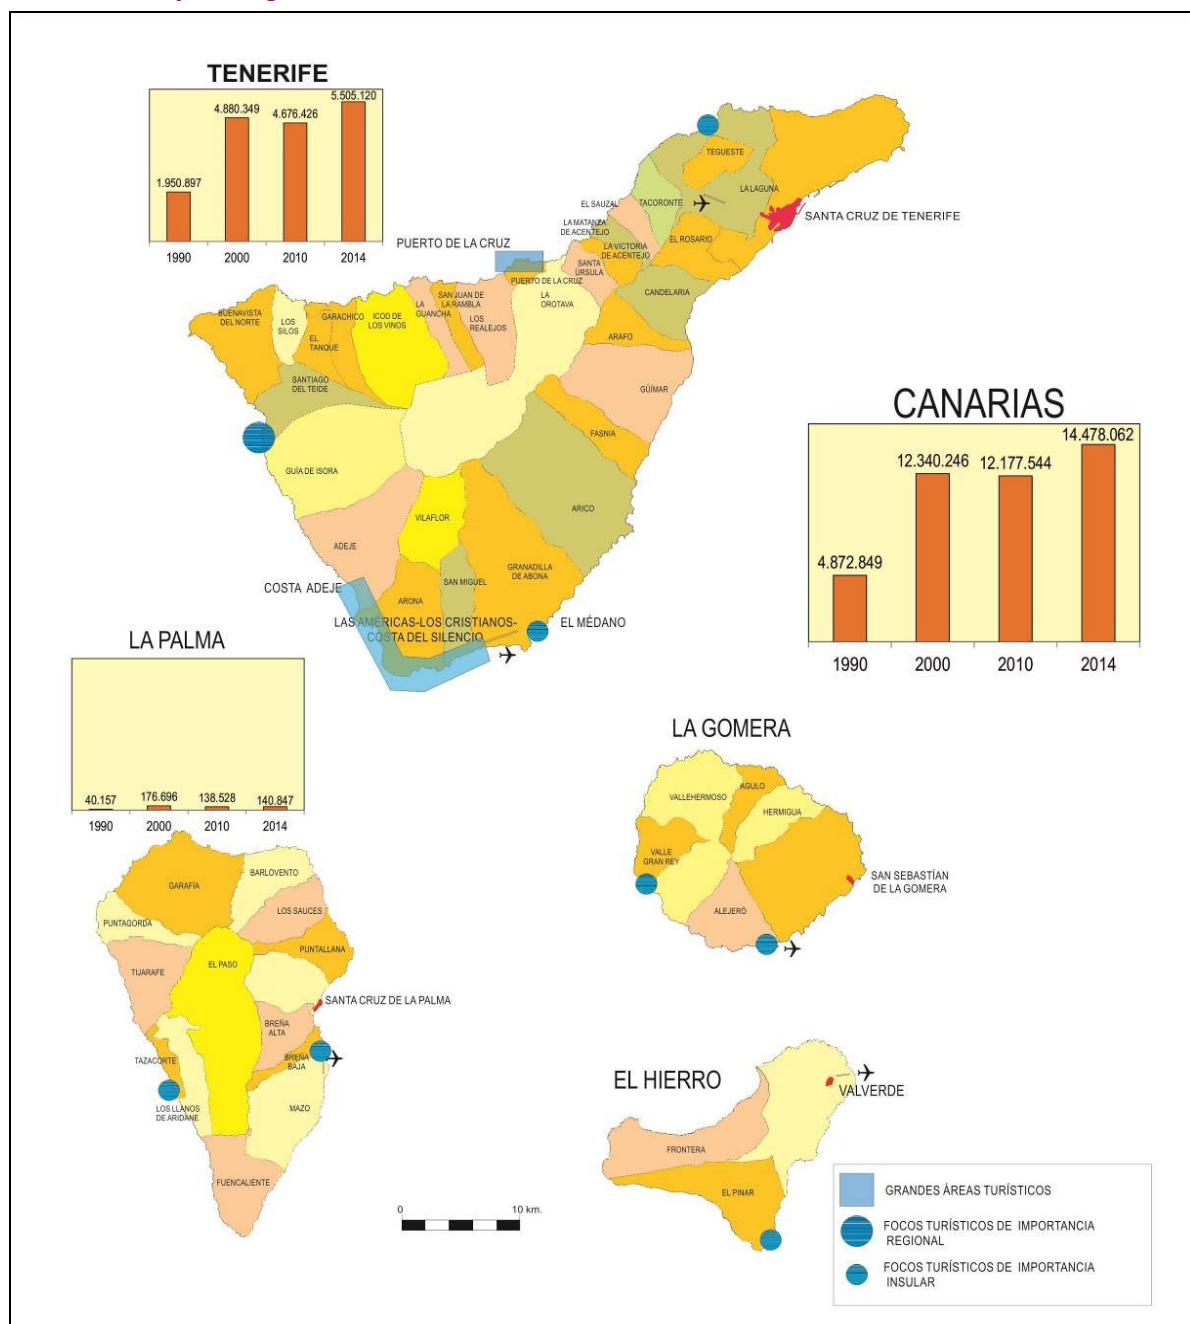 TENERIFE
5.505.120
4.880.349
4.676.426
1.950.897
1990 2000 2010 2014
TEGUESTE
LA LAGUNA
EL SAUZAL
TACORONTE
SANTA CRUZ DE TENERIFE
LA MATANZA
DE ACENTEJO
EL ROSARIO
LA VICTORIA
DE ACENTEJO
PUERTO DE LA CRUZ
SANTA
ÚRSULA
PUERTO DE LA CRUZ
CANDELARIA
LA
OROTAVA
BUENAVISTA
DEL NORTE
LOS
SILOS
GARACHICO
EL
TANQUE
ICOD DE
LOS VINOS
LA
GUANCHA
SAN JUAN DE
LA RAMBLA
LOS
REALEJOS
ARAFO
SANTIAGO
DEL TEIDE
GÜÍMAR
FASNIA
GUÍA DE ISORA
ARICO
VILAFLOR
ADEJE
GRANADILLA
DE ABONA
SAN MIGUEL
COSTA ADEJE
ARONA
LAS AMÉRICAS-LOS CRISTIANOS-
COSTA DEL SILENCIO
EL MÉDANO
CANARIAS
14.478.062
12.340.246
12.177.544
4.872.849
1990 2000 2010 2014
LA PALMA
40.157
176.696
138.528
140.847
1990 2000 2010 2014
BARLOVENTO
GARAFÍA
LOS SAUCES
PUNTAGORDA
PUNTALLANA
TIJARAFE
EL PASO
SANTA CRUZ DE LA PALMA
BREÑA
ALTA
TAZACORTE
BREÑA
BAJA
LOS LLANOS
DE ARIDANE
MAZO
FUENCALIENTE
LA GOMERA
VALLEHERMOSO
AGULO
HERMIGUA
VALLE
GRAN REY
SAN SEBASTÍAN
DE LA GOMERA
ALEJERÓ
EL HIERRO
VALVERDE
FRONTERA
EL PINAR
0 10 km.
GRANDES ÁREAS TURÍSTICOS
FOCOS TURÍSTICOS DE IMPORTANCIA
REGIONAL
FOCOS TURÍSTICOS DE IMPORTANCIA
INSULAR